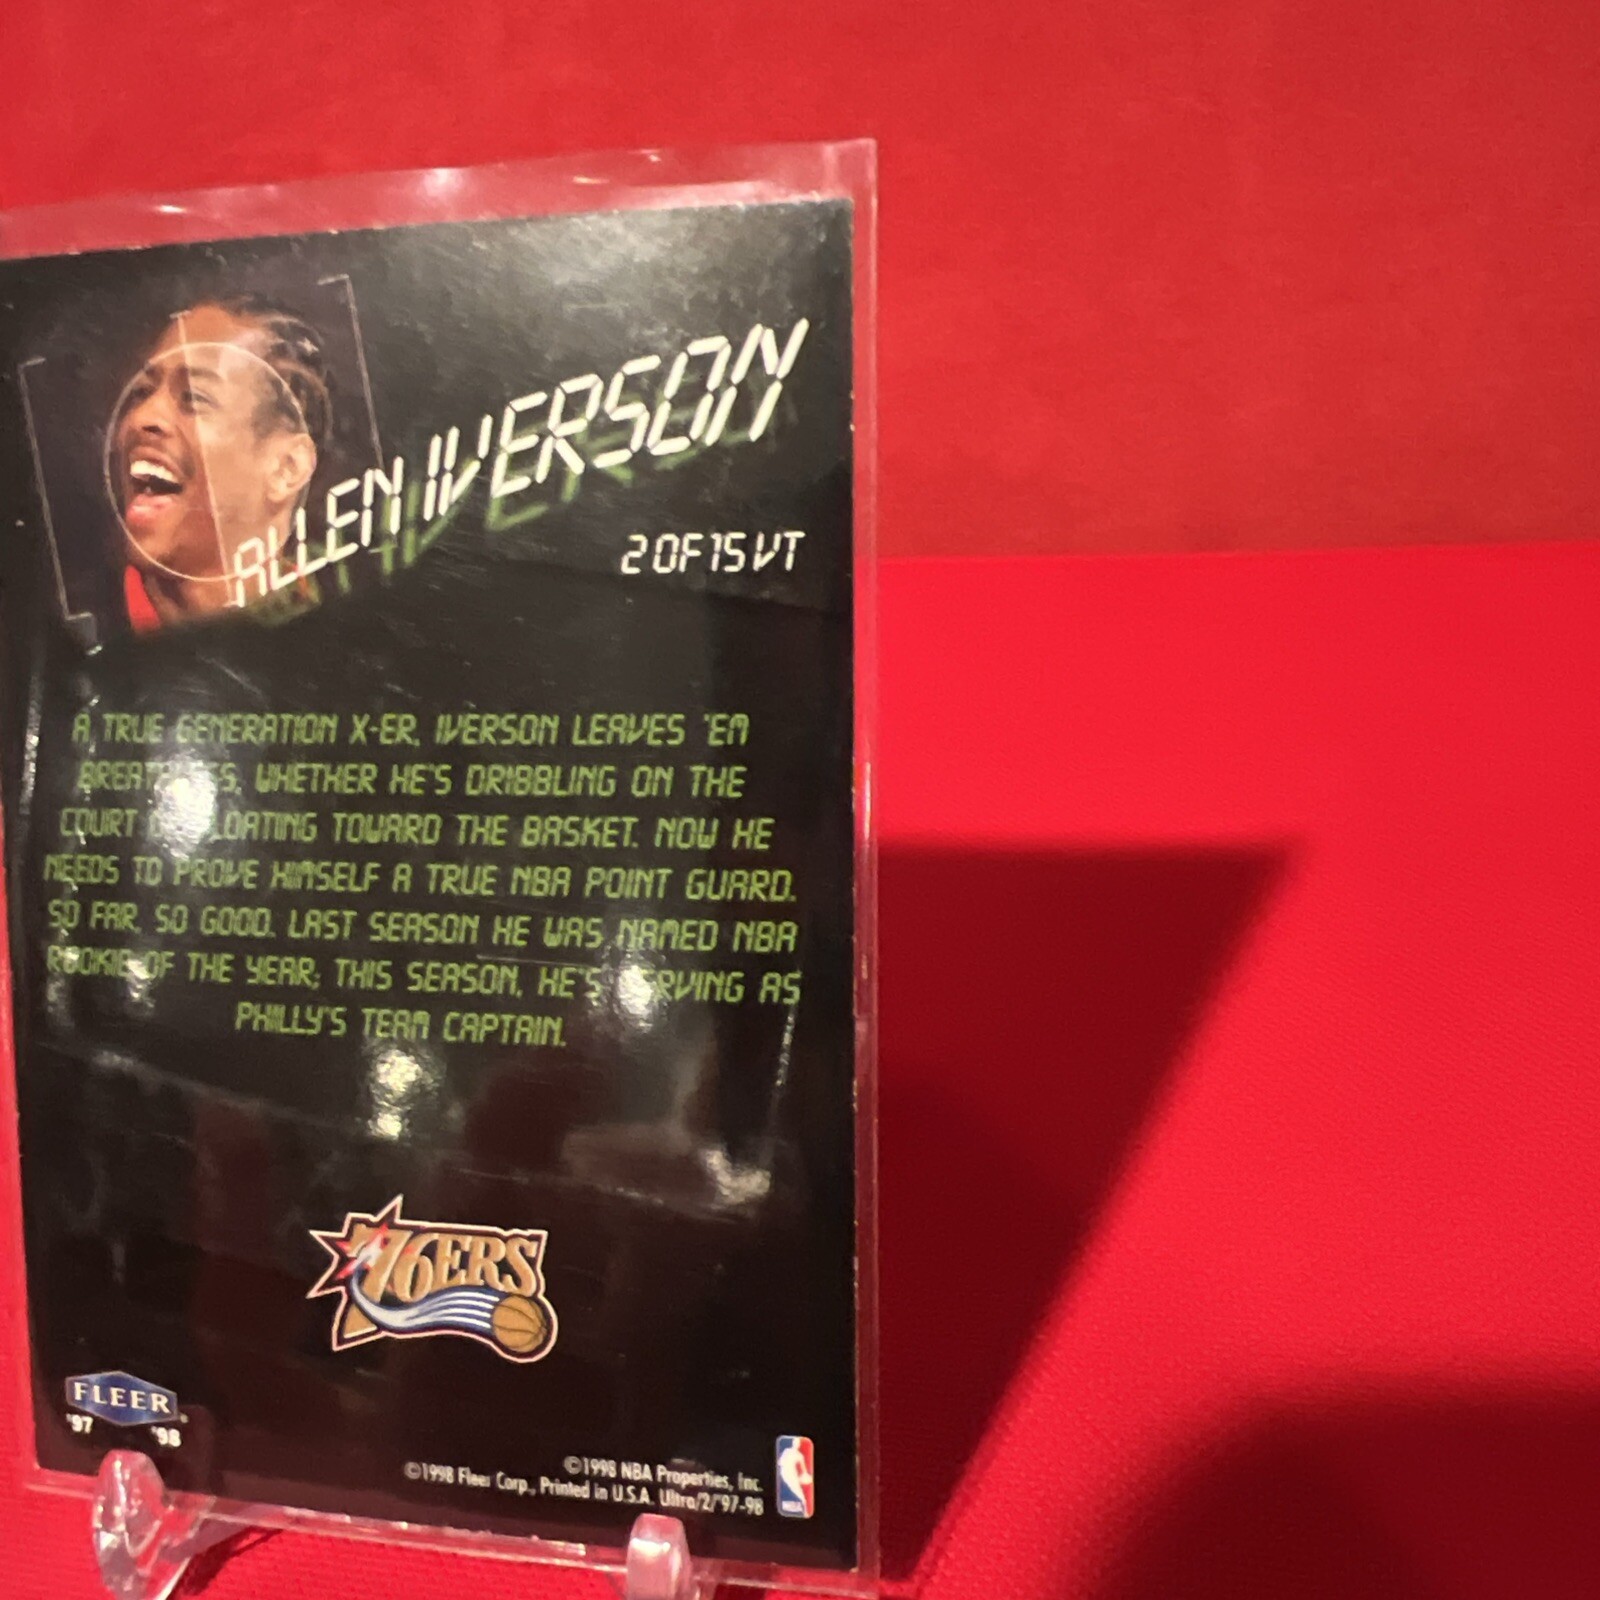 ALLEN IVERSON
2 OF 15 VT
A TRUE GENERATION X-ER, IVERSON LEAVES 'EM
WHETHER HE'S DRIBBLING ON THE
COURT TOWARD THE BASKET. NOW HE
NEEDS TO PROVE HIMSELF A TRUE NBA POINT GUARD.
SO FAR, SO GOOD. LAST SEASON HE WAS NAMED NBA
ROOKIE OF THE YEAR; THIS SEASON, HE'S SERVING AS
PHILLY'S TEAM CAPTAIN.
76ERS
FLEER
'97 '98
©1998 NBA Properties, Inc.
©1998 Fleer Corp., Printed in U.S.A. Ultra/2/'97-98
NBA